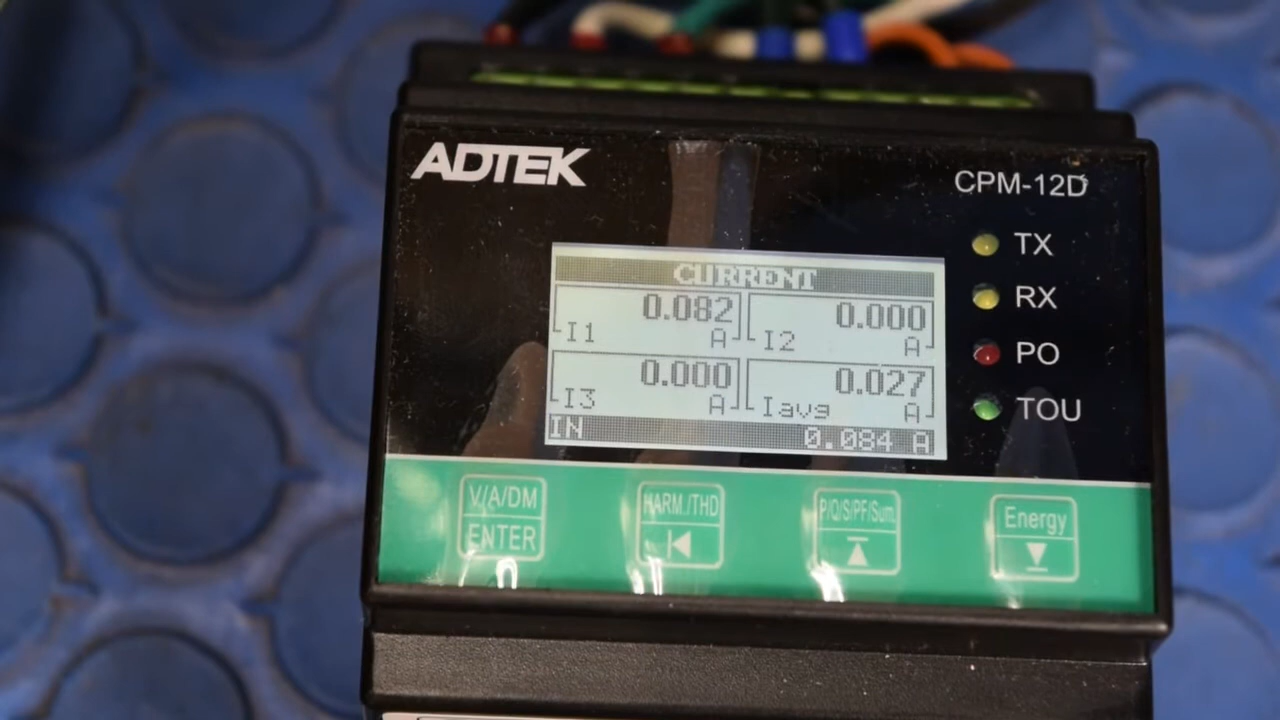 ADTEK
CPM-12D
TX
RX
PO
TOU
CURRENT
0.082
I1 A
0.000
I2 A
0.000
I3 A
0.027
Iavg A
IN 0.084 A
V/A/DM
ENTER
HARM./THD
P/Q/S/PF/Sum.
Energy